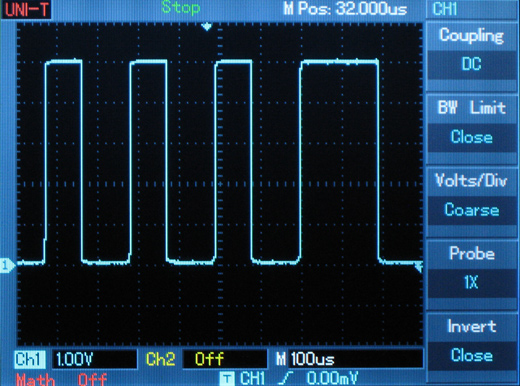 UNI-T Stop M Pos: 32.000us CH1
Coupling
DC
BW Limit
Close
Volts/Div
Coarse
Probe
1X
Invert
Close
1
Ch1 1.00V Ch2 Off M 100us
Math Off T CH1 0.00mV